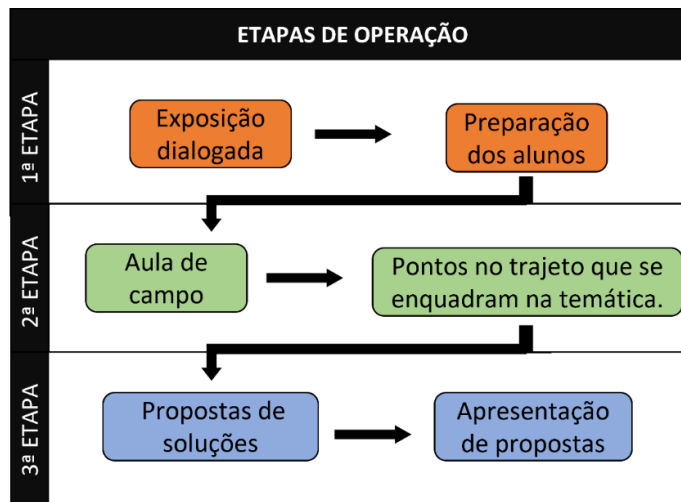 ETAPAS DE OPERAÇÃO
1ª ETAPA
Exposição
dialogada
Preparação
dos alunos
2ª ETAPA
Aula de
campo
Pontos no trajeto que se
enquadram na temática.
3ª ETAPA
Propostas de
soluções
Apresentação
de propostas